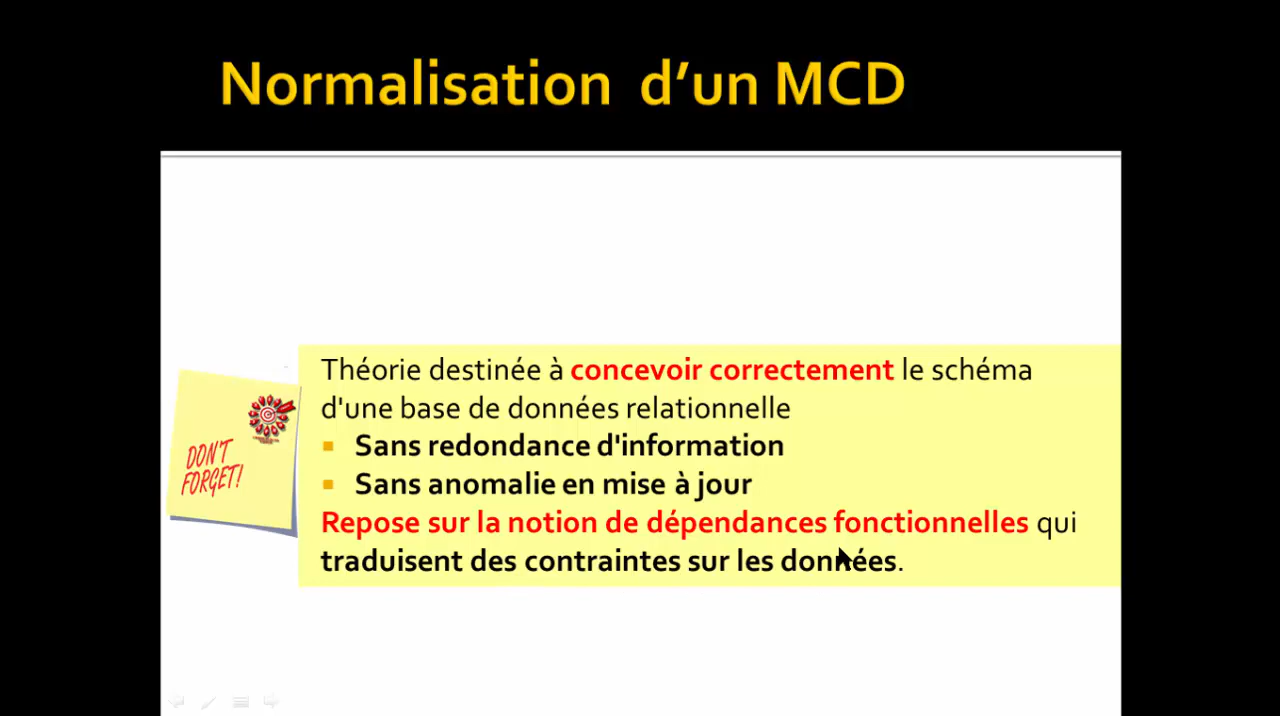 Normalisation d’un MCD
Théorie destinée à concevoir correctement le schéma
d'une base de données relationnelle
Sans redondance d'information
Sans anomalie en mise à jour
Repose sur la notion de dépendances fonctionnelles qui
traduisent des contraintes sur les données.
DON'T
FORGET!